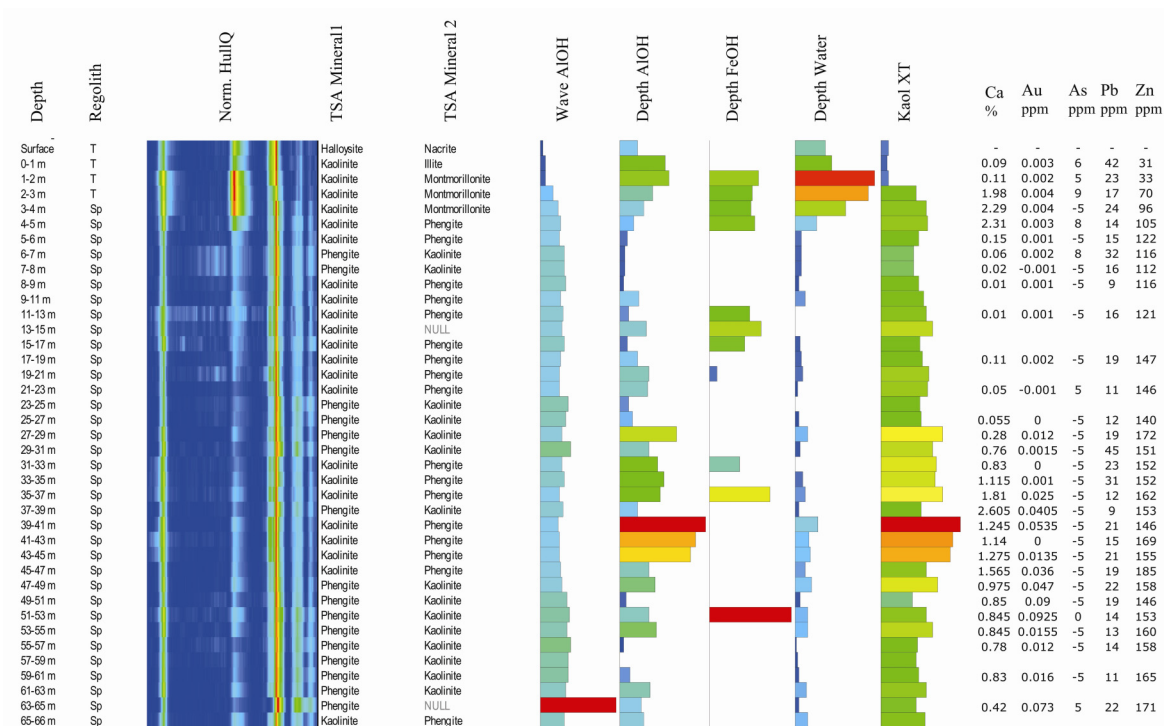 Depth Regolith Norm. HullQ TSA Mineral1 TSA Mineral 2 Wave AlOH Depth AlOH Depth FeOH Depth Water Kaol XT Ca Au As Pb Zn
% ppm ppm ppm ppm
Surface T Halloysite Nacrite - - - - -
0-1 m T Kaolinite Illite 0.09 0.003 6 42 31
1-2 m T Kaolinite Montmorillonite 0.11 0.002 5 23 33
2-3 m T Kaolinite Montmorillonite 1.98 0.004 9 17 70
3-4 m Sp Kaolinite Montmorillonite 2.29 0.004 -5 24 96
4-5 m Sp Kaolinite Phengite 2.31 0.003 8 14 105
5-6 m Sp Kaolinite Phengite 0.15 0.001 -5 15 122
6-7 m Sp Phengite Kaolinite 0.06 0.002 8 32 116
7-8 m Sp Phengite Kaolinite 0.02 -0.001 -5 16 112
8-9 m Sp Kaolinite Phengite 0.01 0.001 -5 9 116
9-11 m Sp Kaolinite Phengite
11-13 m Sp Kaolinite Phengite 0.01 0.001 -5 16 121
13-15 m Sp Kaolinite NULL
15-17 m Sp Kaolinite Phengite
17-19 m Sp Kaolinite Phengite 0.11 0.002 -5 19 147
19-21 m Sp Kaolinite Phengite
21-23 m Sp Kaolinite Phengite 0.05 -0.001 5 11 146
23-25 m Sp Phengite Kaolinite
25-27 m Sp Phengite Kaolinite 0.055 0 -5 12 140
27-29 m Sp Phengite Kaolinite 0.28 0.012 -5 19 172
29-31 m Sp Phengite Kaolinite 0.76 0.0015 -5 45 151
31-33 m Sp Kaolinite Phengite 0.83 0 -5 23 152
33-35 m Sp Kaolinite Phengite 1.115 0.001 -5 31 152
35-37 m Sp Phengite Kaolinite 1.81 0.025 -5 12 162
37-39 m Sp Phengite Kaolinite 2.605 0.0405 -5 9 153
39-41 m Sp Kaolinite Phengite 1.245 0.0535 -5 21 146
41-43 m Sp Kaolinite Phengite 1.14 0 -5 15 169
43-45 m Sp Kaolinite Phengite 1.275 0.0135 -5 21 155
45-47 m Sp Kaolinite Phengite 1.565 0.036 -5 19 185
47-49 m Sp Phengite Kaolinite 0.975 0.047 -5 22 158
49-51 m Sp Phengite Kaolinite 0.85 0.09 -5 19 146
51-53 m Sp Phengite Kaolinite 0.845 0.0925 0 14 153
53-55 m Sp Phengite Kaolinite 0.845 0.0155 -5 13 160
55-57 m Sp Phengite Kaolinite 0.78 0.012 -5 14 158
57-59 m Sp Phengite Kaolinite
59-61 m Sp Phengite Kaolinite 0.83 0.016 -5 11 165
61-63 m Sp Phengite Kaolinite
63-65 m Sp Phengite NULL 0.42 0.073 5 22 171
65-66 m Sp Kaolinite Phengite